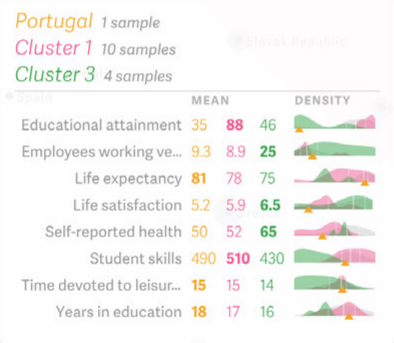 Portugal 1 sample
Cluster 1 10 samples
Cluster 3 4 samples
Slovak Republic
Spain
MEAN DENSITY
Educational attainment 35 88 46
Employees working ve... 9.3 8.9 25
Life expectancy 81 78 75
Life satisfaction 5.2 5.9 6.5
Self-reported health 50 52 65
Student skills 490 510 430
Time devoted to leisur... 15 15 14
Years in education 18 17 16